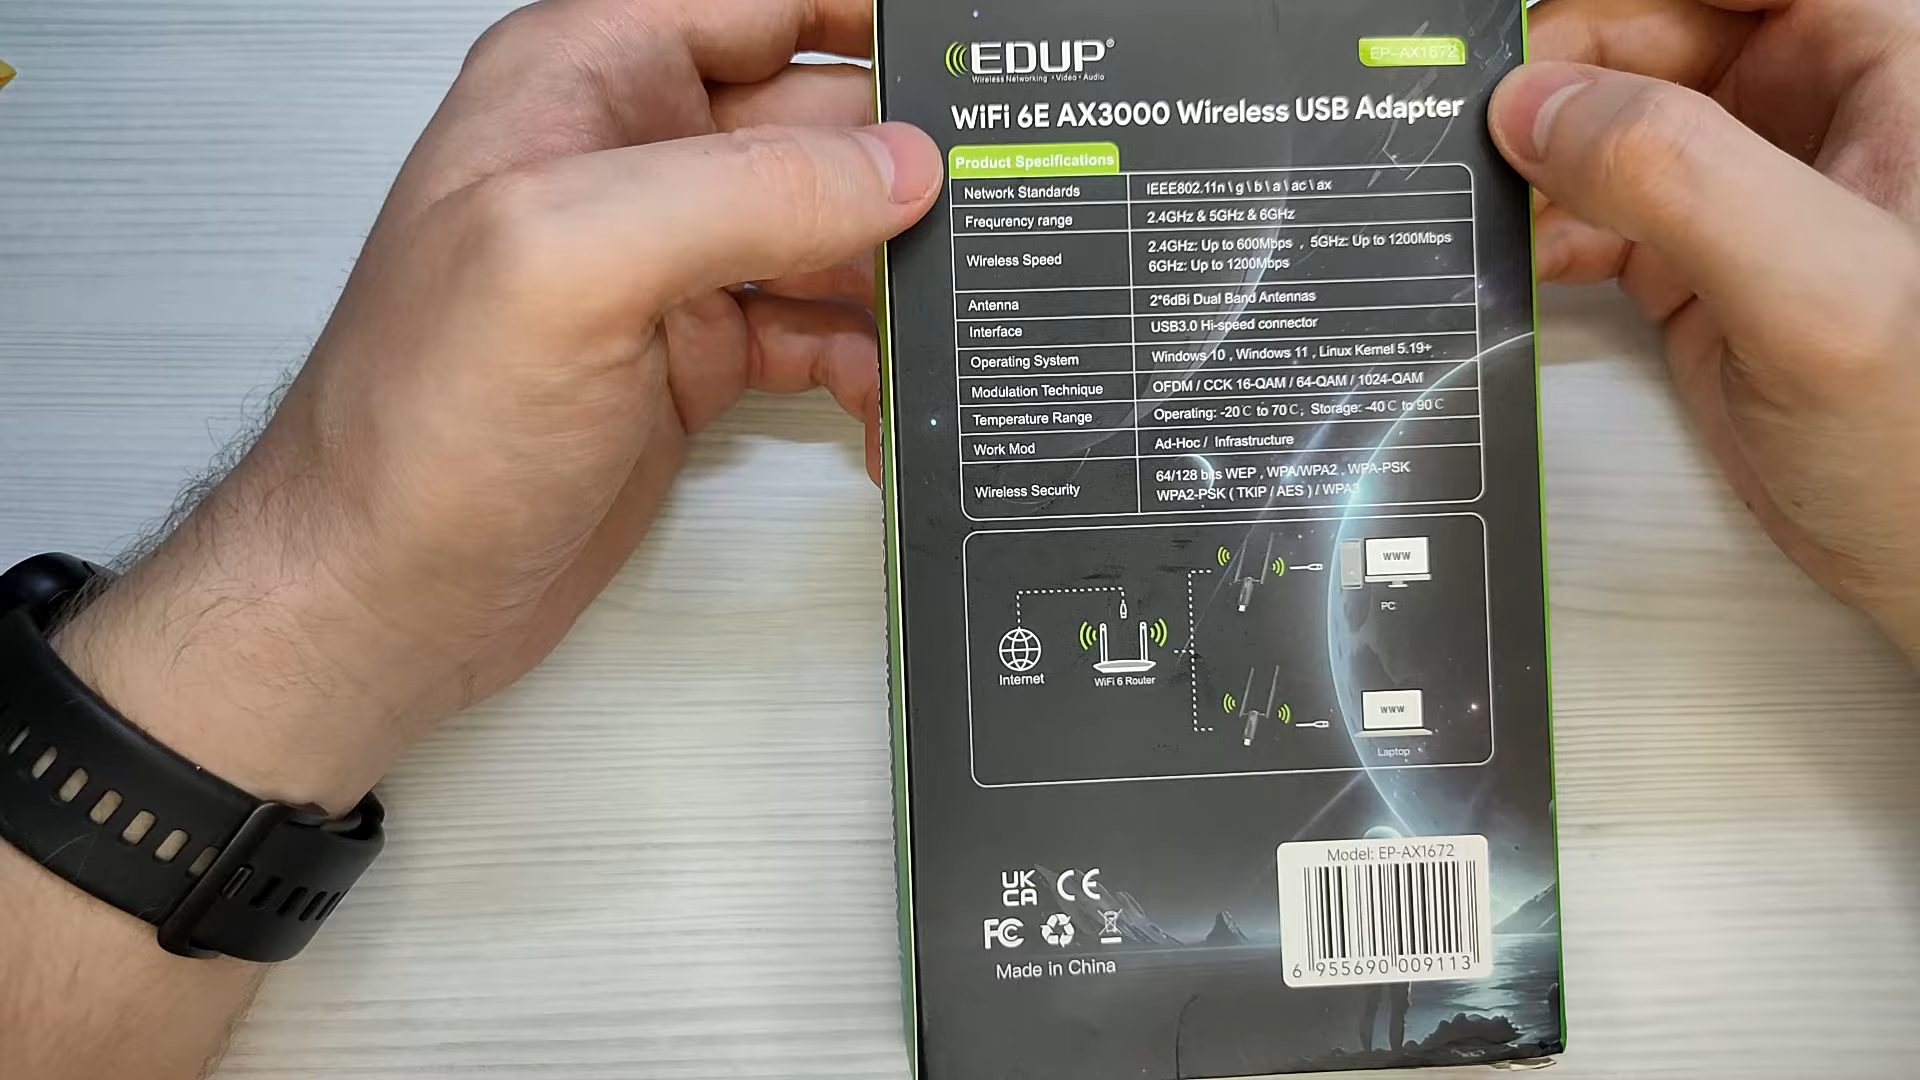 EDUP®
Wireless Networking • Video • Audio
EP-AX1672
WiFi 6E AX3000 Wireless USB Adapter
Product Specifications
Network Standards IEEE802.11n \ g \ b \ a \ ac \ ax
Frequrency range 2.4GHz & 5GHz & 6GHz
Wireless Speed 2.4GHz: Up to 600Mbps , 5GHz: Up to 1200Mbps
6GHz: Up to 1200Mbps
Antenna 2*6dBi Dual Band Antennas
Interface USB3.0 Hi-speed connector
Operating System Windows 10 , Windows 11 , Linux Kernel 5.19+
Modulation Technique OFDM / CCK 16-QAM / 64-QAM / 1024-QAM
Temperature Range Operating: -20℃ to 70℃, Storage: -40℃ to 90℃
Work Mod Ad-Hoc / Infrastructure
Wireless Security 64/128 bits WEP , WPA/WPA2 , WPA-PSK
WPA2-PSK ( TKIP / AES ) / WPA3
WWW
PC
Internet
WiFi 6 Router
WWW
Laptop
UK
CA
CE
FC
Made in China
Model: EP-AX1672
6 955690 009113